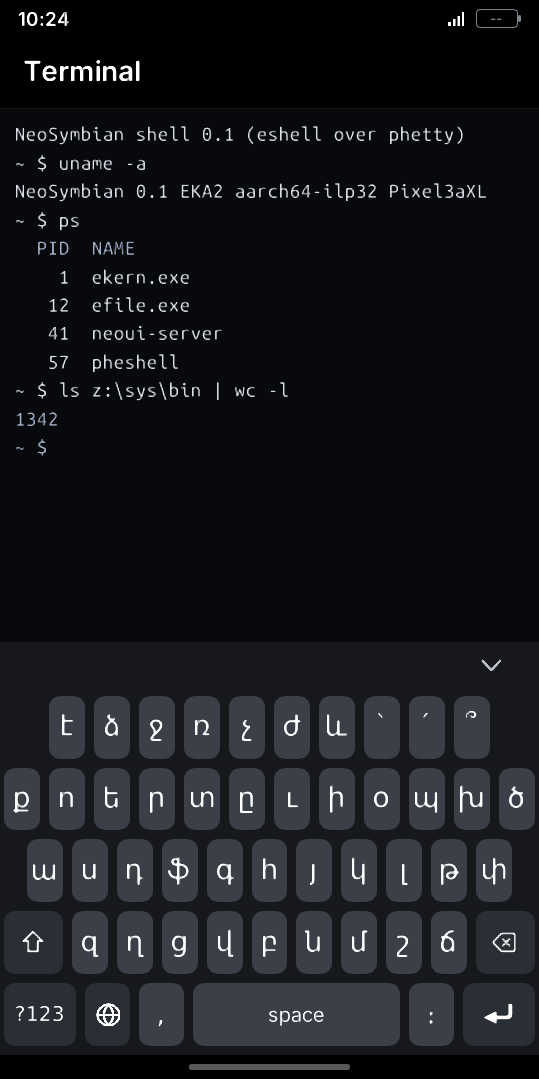 10:24
--
Terminal
NeoSymbian shell 0.1 (eshell over phetty)
~ $ uname -a
NeoSymbian 0.1 EKA2 aarch64-ilp32 Pixel3aXL
~ $ ps
PID NAME
1 ekern.exe
12 efile.exe
41 neoui-server
57 pheshell
~ $ ls z:\sys\bin | wc -l
1342
~ $
է ձ ջ ռ չ ժ և ՝ ՛ ՞
ք ո ե ր տ ը ւ ի օ պ խ ծ
ա ս դ ֆ գ հ յ կ լ թ փ
զ ղ ց վ բ ն մ շ ճ
?123 , space :